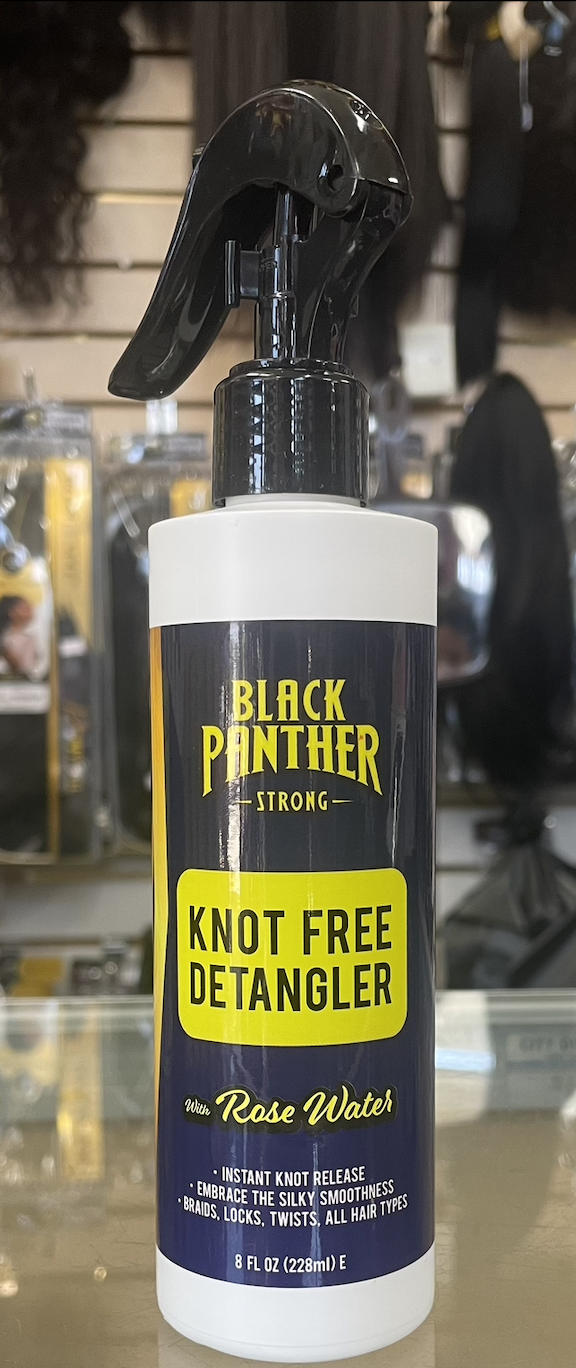 BLACK
PANTHER
STRONG
KNOT FREE
DETANGLER
With Rose Water
· INSTANT KNOT RELEASE
· EMBRACE THE SILKY SMOOTHNESS
· BRAIDS, LOCKS, TWISTS, ALL HAIR TYPES
8 FL OZ (228ml) E